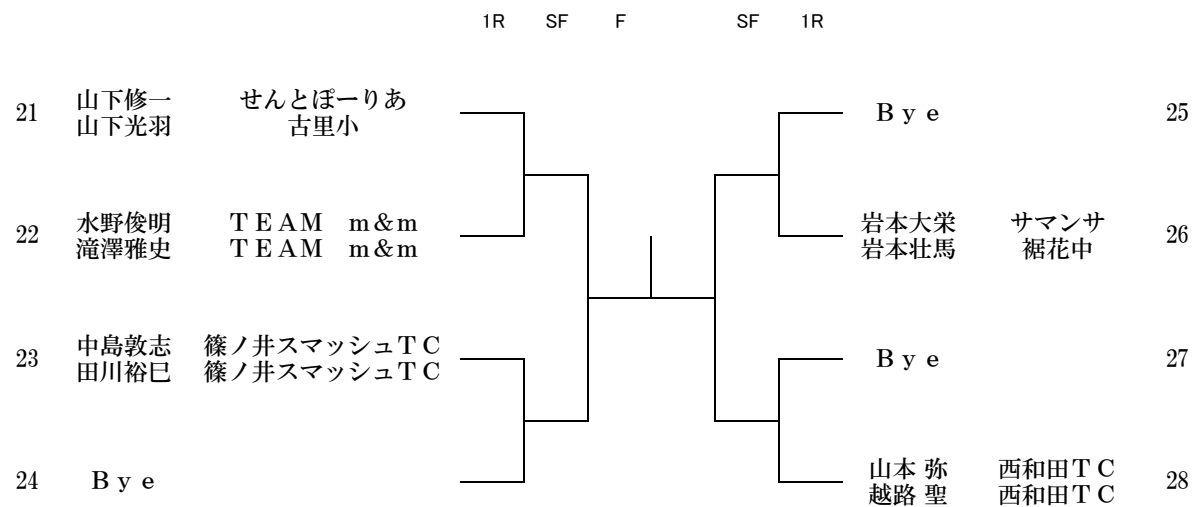 1R SF F SF 1R
21 山下修一 せんとぽーりあ
山下光羽 古里小
Ｂｙｅ 25
22 水野俊明 ＴＥＡＭ　ｍ＆ｍ
滝澤雅史 ＴＥＡＭ　ｍ＆ｍ
岩本大栄 サマンサ 26
岩本壮馬 裾花中
23 中島敦志 篠ノ井スマッシュＴＣ
田川裕巳 篠ノ井スマッシュＴＣ
Ｂｙｅ 27
24 Ｂｙｅ
山本 弥 西和田ＴＣ 28
越路 聖 西和田ＴＣ